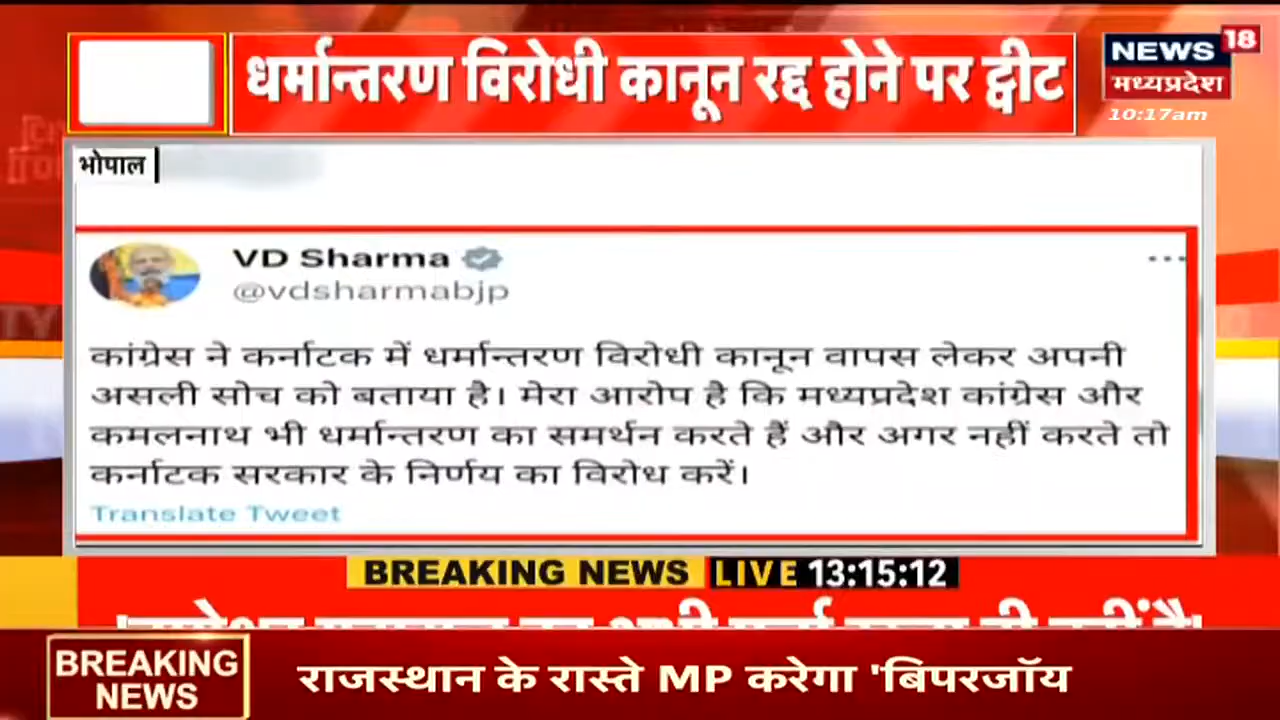 धर्मान्तरण विरोधी कानून रद्द होने पर ट्वीट
NEWS 18
मध्यप्रदेश
10:17am
भोपाल
VD Sharma
@vdsharmabjp
कांग्रेस ने कर्नाटक में धर्मान्तरण विरोधी कानून वापस लेकर अपनी
असली सोच को बताया है। मेरा आरोप है कि मध्यप्रदेश कांग्रेस और
कमलनाथ भी धर्मान्तरण का समर्थन करते हैं और अगर नहीं करते तो
कर्नाटक सरकार के निर्णय का विरोध करें।
Translate Tweet
BREAKING NEWS LIVE 13:15:12
BREAKING
NEWS
राजस्थान के रास्ते MP करेगा 'बिपरजॉय